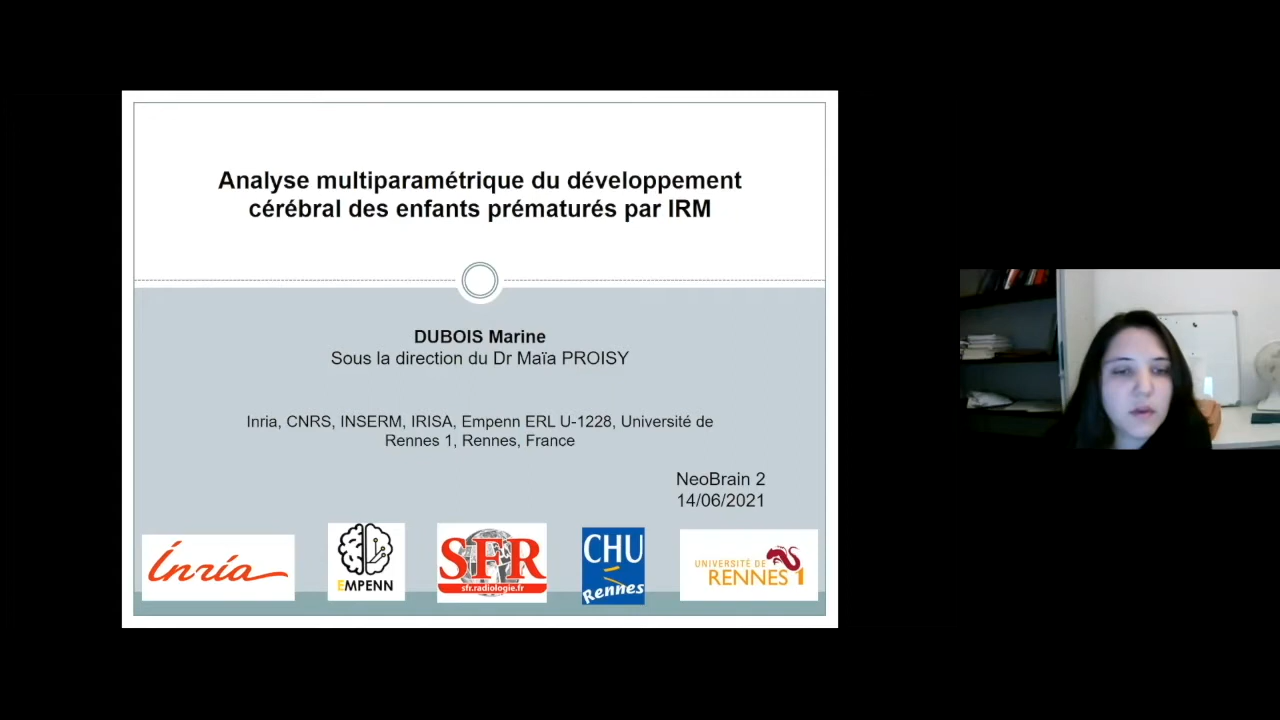 Analyse multiparamétrique du développement
cérébral des enfants prématurés par IRM
DUBOIS Marine
Sous la direction du Dr Maïa PROISY
Inria, CNRS, INSERM, IRISA, Empenn ERL U-1228, Université de
Rennes 1, Rennes, France
NeoBrain 2
14/06/2021
Inria
EMPENN
SFR
sfr.radiologie.fr
CHU
Rennes
UNIVERSITÉ DE
RENNES 1